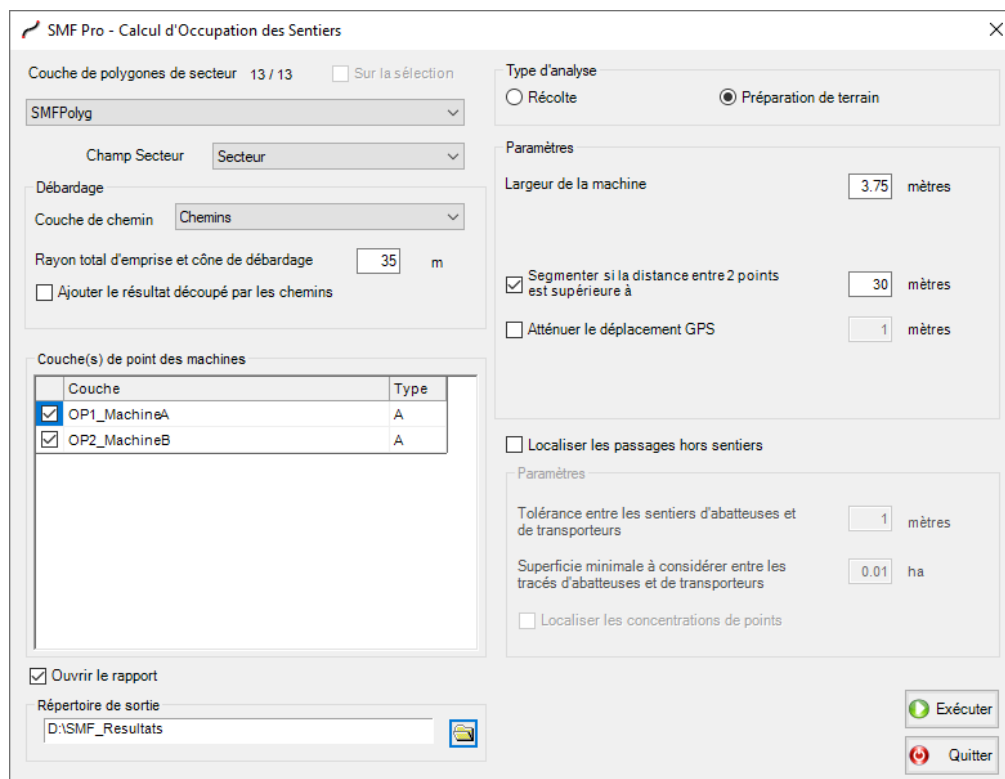 SMF Pro - Calcul d'Occupation des Sentiers
Couche de polygones de secteur 13 / 13 Sur la sélection
SMFPolyg
Champ Secteur Secteur
Débardage
Couche de chemin Chemins
Rayon total d'emprise et cône de débardage 35 m
Ajouter le résultat découpé par les chemins
Couche(s) de point des machines
Couche Type
OP1_MachineA A
OP2_MachineB A
Ouvrir le rapport
Répertoire de sortie
D:\SMF_Resultats
Type d'analyse
Récolte Préparation de terrain
Paramètres
Largeur de la machine 3.75 mètres
Segmenter si la distance entre 2 points
est supérieure à 30 mètres
Atténuer le déplacement GPS 1 mètres
Localiser les passages hors sentiers
Paramètres
Tolérance entre les sentiers d'abatteuses et
de transporteurs 1 mètres
Superficie minimale à considérer entre les
tracés d'abatteuses et de transporteurs 0.01 ha
Localiser les concentrations de points
Exécuter
Quitter